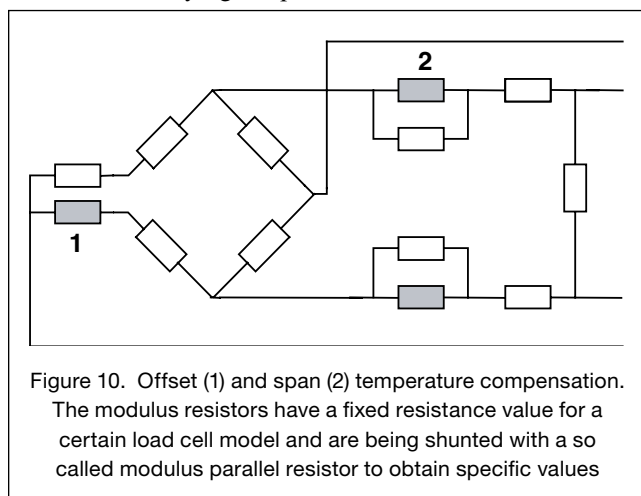 2
1
Figure 10. Offset (1) and span (2) temperature compensation.
The modulus resistors have a fixed resistance value for a
certain load cell model and are being shunted with a so
called modulus parallel resistor to obtain specific values